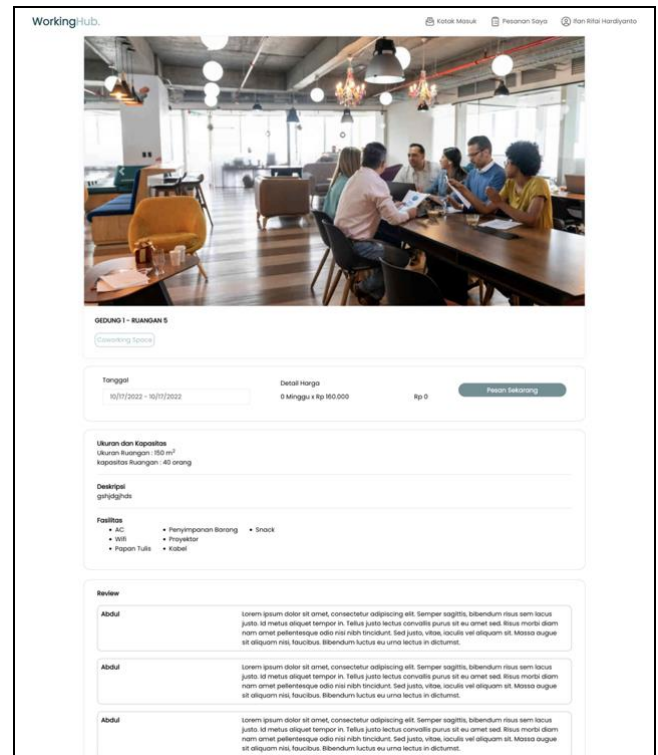 WorkingHub.
Kotak Masuk
Pesanan Saya
Ifan Rifai Hardiyanto
GEDUNG 1 - RUANGAN 5
Coworking Space
Tanggal
10/17/2022 - 10/17/2022
Detail Harga
0 Minggu x Rp 160.000
Rp 0
Pesan Sekarang
Ukuran dan Kapasitas
Ukuran Ruangan : 150 m²
kapasitas Ruangan : 40 orang
Deskripsi
gshjdgjhds
Fasilitas
• AC
• Wifi
• Papan Tulis
• Penyimpanan Barang
• Proyektor
• Kabel
• Snack
Review
Abdul
Lorem ipsum dolor sit amet, consectetur adipiscing elit. Semper sagittis, bibendum risus sem lacus
justo. Id metus aliquet tempor in. Tellus justo lectus convallis purus sit eu amet sed. Risus morbi diam
nam amet pellentesque odio nisi nibh tincidunt. Sed justo, vitae, iaculis vel aliquam sit. Massa augue
sit aliquam nisi, faucibus. Bibendum luctus eu urna lectus in dictumst.
Abdul
Lorem ipsum dolor sit amet, consectetur adipiscing elit. Semper sagittis, bibendum risus sem lacus
justo. Id metus aliquet tempor in. Tellus justo lectus convallis purus sit eu amet sed. Risus morbi diam
nam amet pellentesque odio nisi nibh tincidunt. Sed justo, vitae, iaculis vel aliquam sit. Massa augue
sit aliquam nisi, faucibus. Bibendum luctus eu urna lectus in dictumst.
Abdul
Lorem ipsum dolor sit amet, consectetur adipiscing elit. Semper sagittis, bibendum risus sem lacus
justo. Id metus aliquet tempor in. Tellus justo lectus convallis purus sit eu amet sed. Risus morbi diam
nam amet pellentesque odio nisi nibh tincidunt. Sed justo, vitae, iaculis vel aliquam sit. Massa augue
sit aliquam nisi, faucibus. Bibendum luctus eu urna lectus in dictumst.